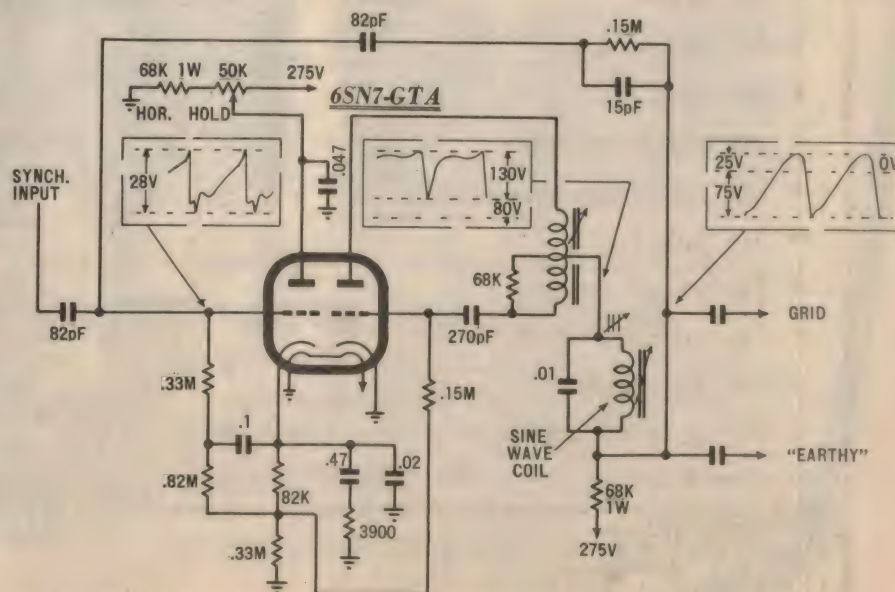 82pF
.15M
15pF
68K 1W 50K 275V
HOR. HOLD
6SN7-GTA
.047
28V
130V
80V
25V
75V
0V
SYNCH.
INPUT
82pF
68K
270pF
GRID
.33M
.15M
.01
.1
.47
.02
SINE
WAVE
COIL
"EARTHY"
.82M
82K
3900
68K
1W
.33M
275V